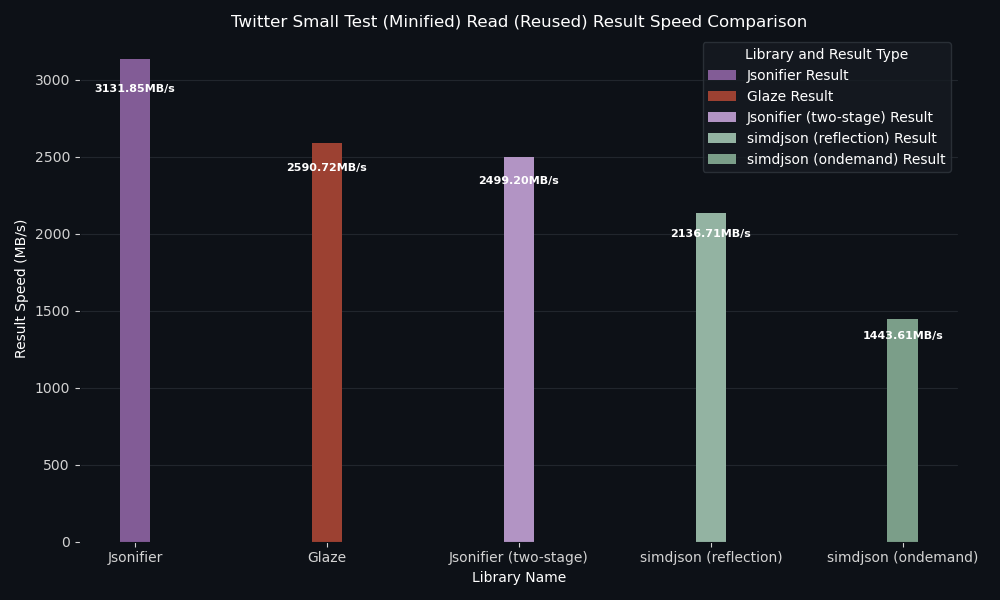 Twitter Small Test (Minified) Read (Reused) Result Speed Comparison
Library and Result Type
Jsonifier Result
Glaze Result
Jsonifier (two-stage) Result
simdjson (reflection) Result
simdjson (ondemand) Result
Result Speed (MB/s)
3000
2500
2000
1500
1000
500
0
3131.85MB/s
2590.72MB/s
2499.20MB/s
2136.71MB/s
1443.61MB/s
Jsonifier
Glaze
Jsonifier (two-stage)
simdjson (reflection)
simdjson (ondemand)
Library Name